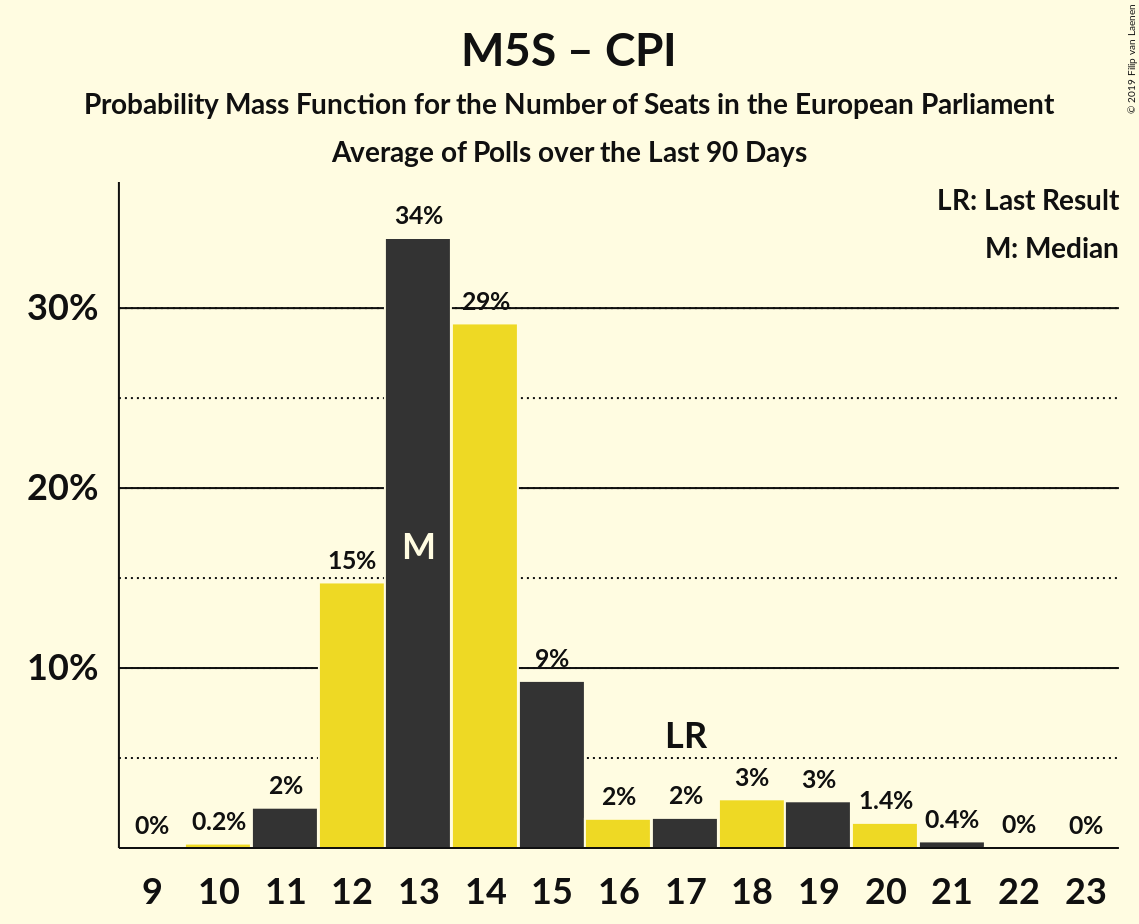 M5S – CPI
Probability Mass Function for the Number of Seats in the European Parliament
Average of Polls over the Last 90 Days
© 2019 Filip van Laenen
LR: Last Result
M: Median
34%
30%
29%
20%
M
15%
10%
9%
LR
2%
3%
3%
2%
2%
1.4%
0%
0.2%
0.4%
0%
0%
9 10 11 12 13 14 15 16 17 18 19 20 21 22 23